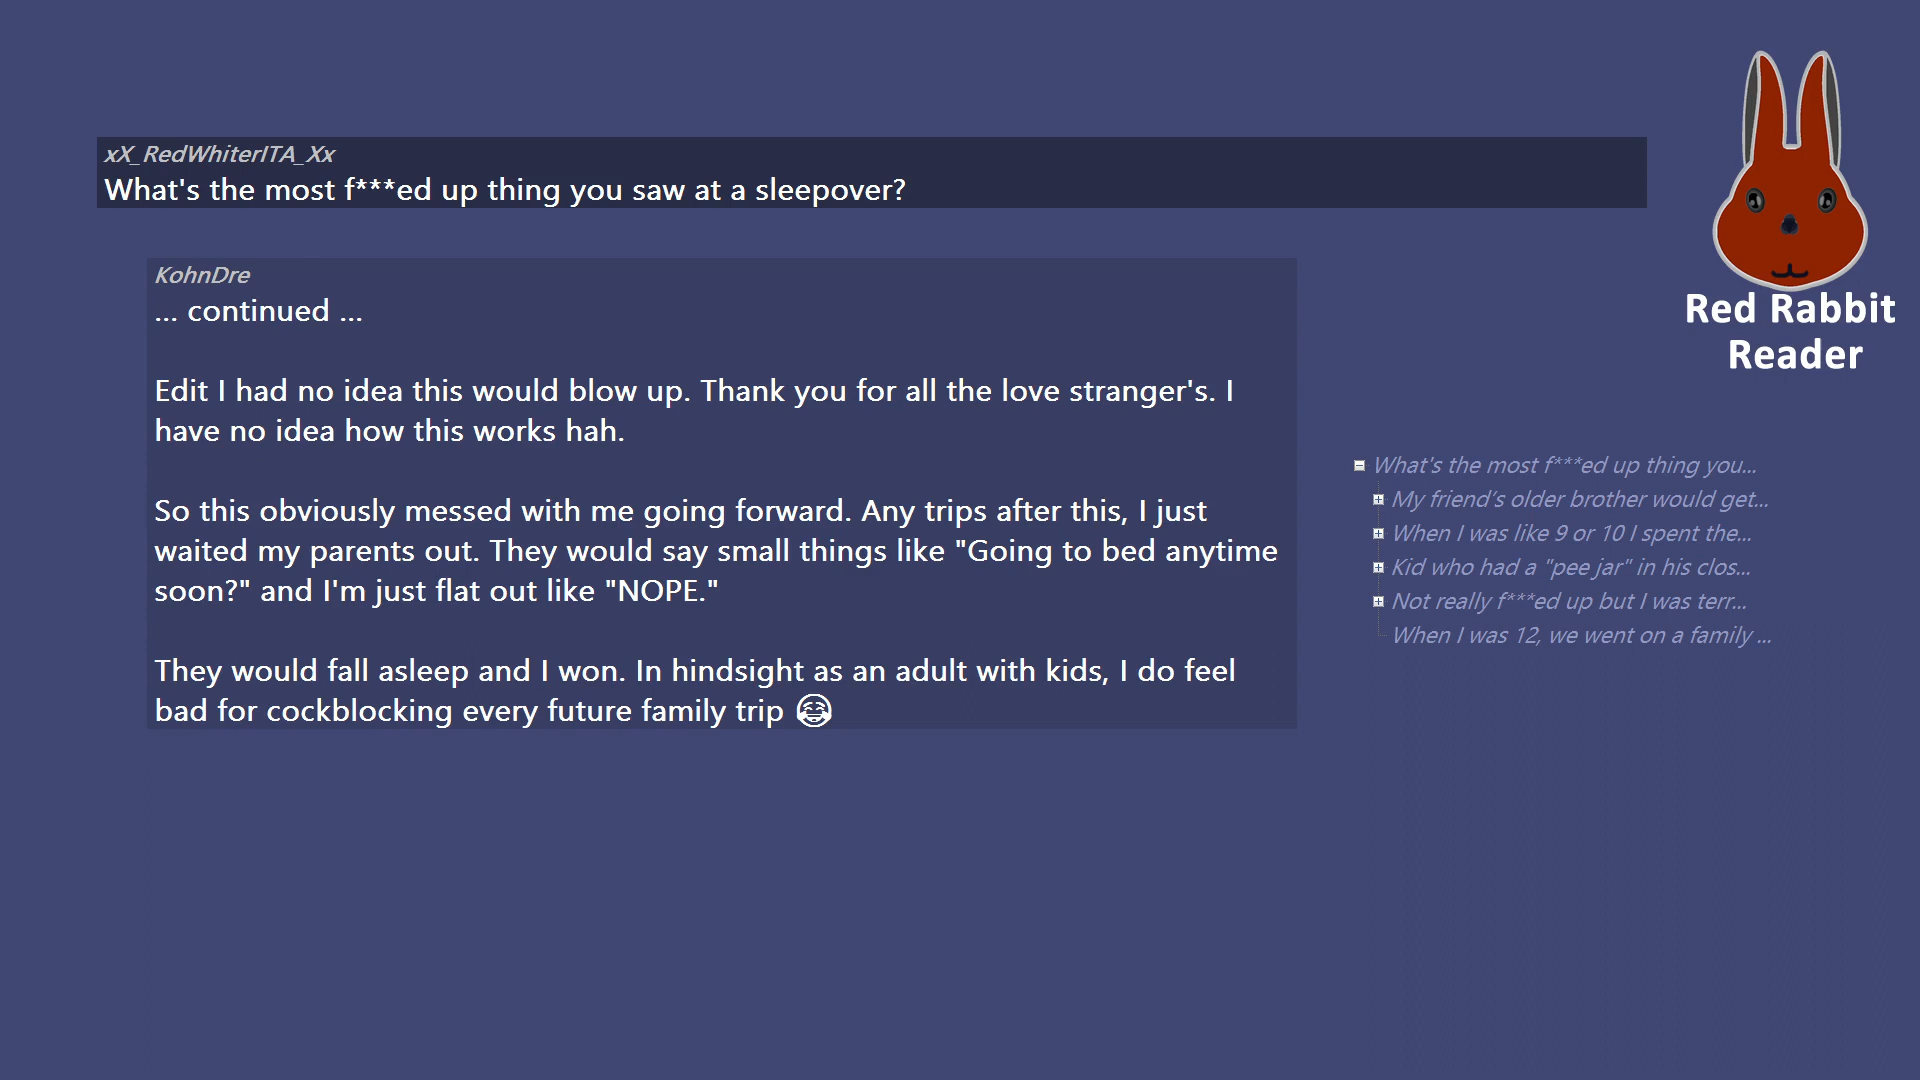 xX_RedWhiterITA_Xx
What's the most f***ed up thing you saw at a sleepover?
KohnDre
... continued ...
Edit I had no idea this would blow up. Thank you for all the love stranger's. I
have no idea how this works hah.
So this obviously messed with me going forward. Any trips after this, I just
waited my parents out. They would say small things like "Going to bed anytime
soon?" and I'm just flat out like "NOPE."
They would fall asleep and I won. In hindsight as an adult with kids, I do feel
bad for cockblocking every future family trip 😂
Red Rabbit
Reader
What's the most f***ed up thing you...
My friend’s older brother would get...
When I was like 9 or 10 I spent the...
Kid who had a "pee jar" in his clos...
Not really f***ed up but I was terr...
When I was 12, we went on a family ...